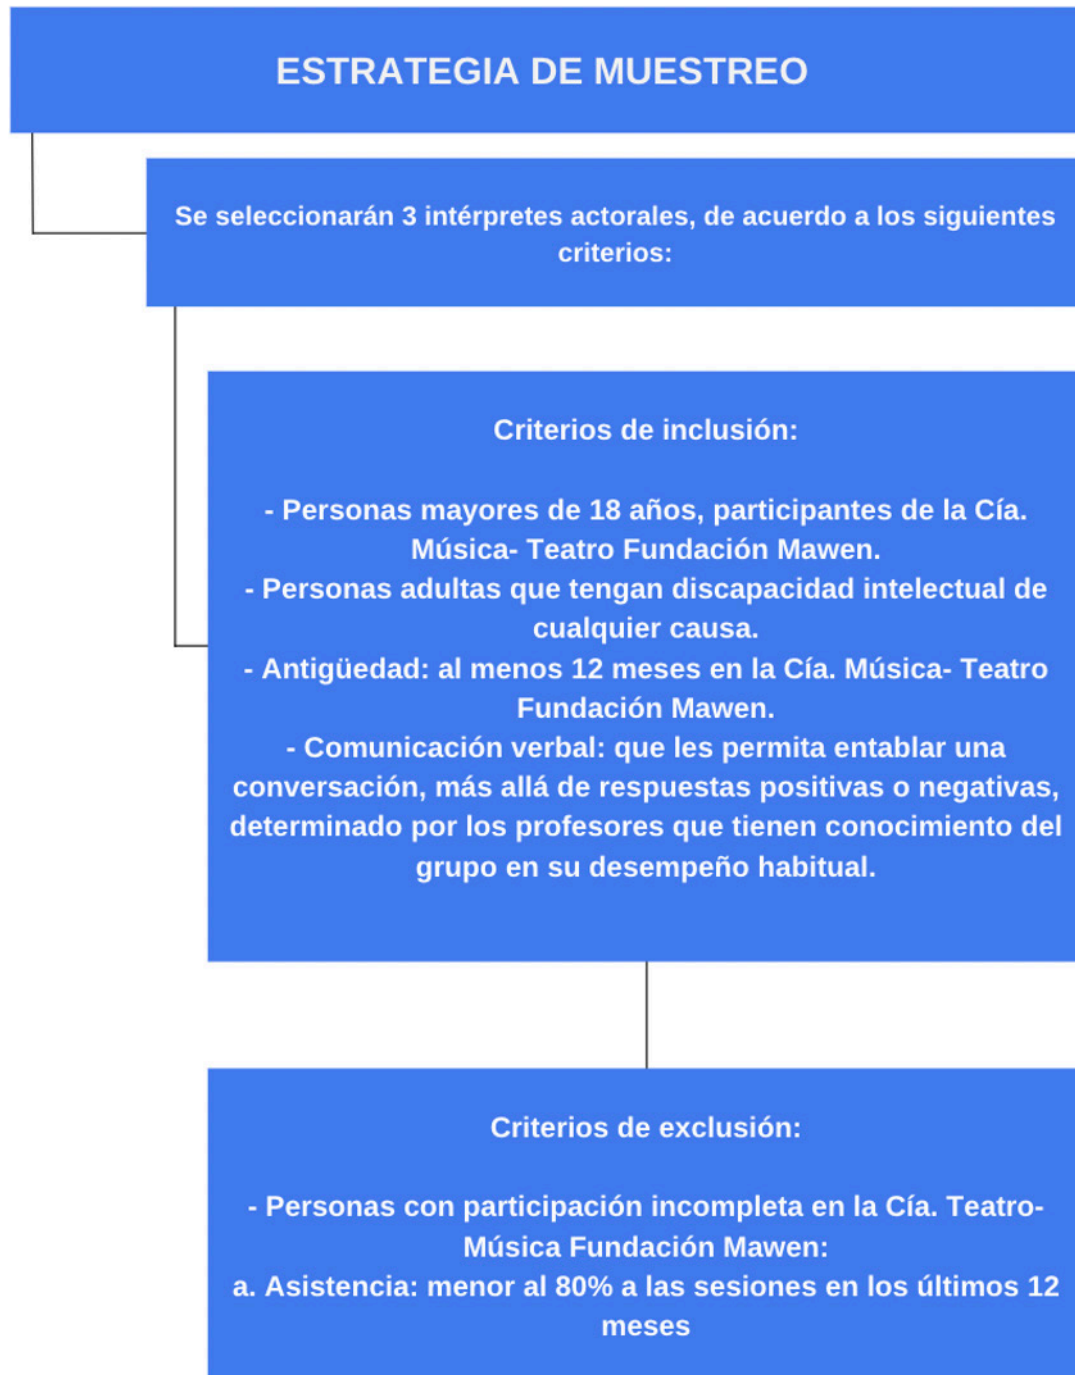 ESTRATEGIA DE MUESTREO
Se seleccionarán 3 intérpretes actorales, de acuerdo a los siguientes
criterios:
Criterios de inclusión:
- Personas mayores de 18 años, participantes de la Cía.
Música- Teatro Fundación Mawen.
- Personas adultas que tengan discapacidad intelectual de
cualquier causa.
- Antigüedad: al menos 12 meses en la Cía. Música- Teatro
Fundación Mawen.
- Comunicación verbal: que les permita entablar una
conversación, más allá de respuestas positivas o negativas,
determinado por los profesores que tienen conocimiento del
grupo en su desempeño habitual.
Criterios de exclusión:
- Personas con participación incompleta en la Cía. Teatro-
Música Fundación Mawen:
a. Asistencia: menor al 80% a las sesiones en los últimos 12
meses